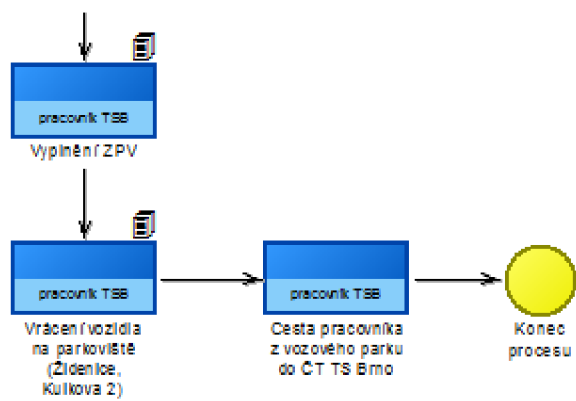 pracovník TSB
Vyplnění ZPV
pracovník TSB
Vrácení vozidla
na parkoviště
(Židenice,
Kulkova 2)
pracovník TSB
Cesta pracovníka
z vozového parku
do ČT TS Brno
Konec
procesu